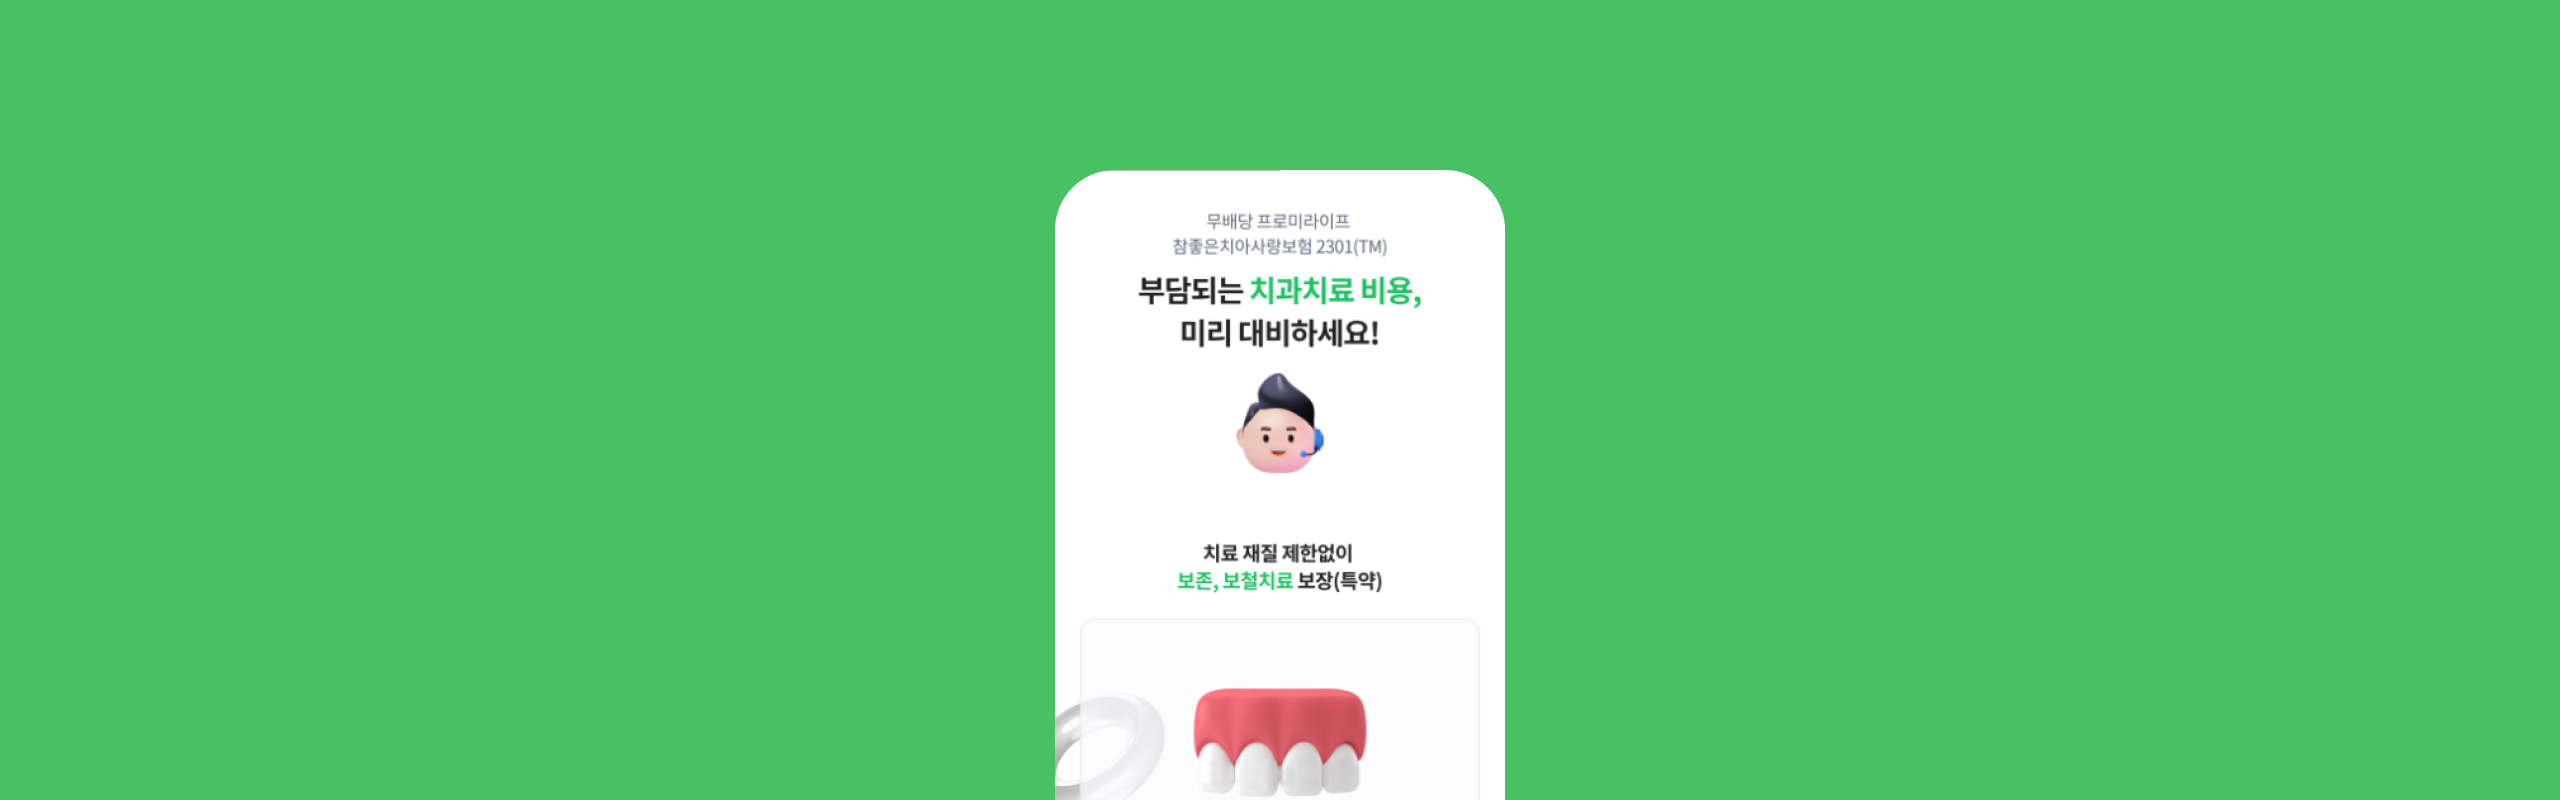 무배당 프로미라이프
참좋은치아사랑보험 2301(TM)
부담되는 치과치료 비용,
미리 대비하세요!
치료 재질 제한없이
보존, 보철치료 보장(특약)